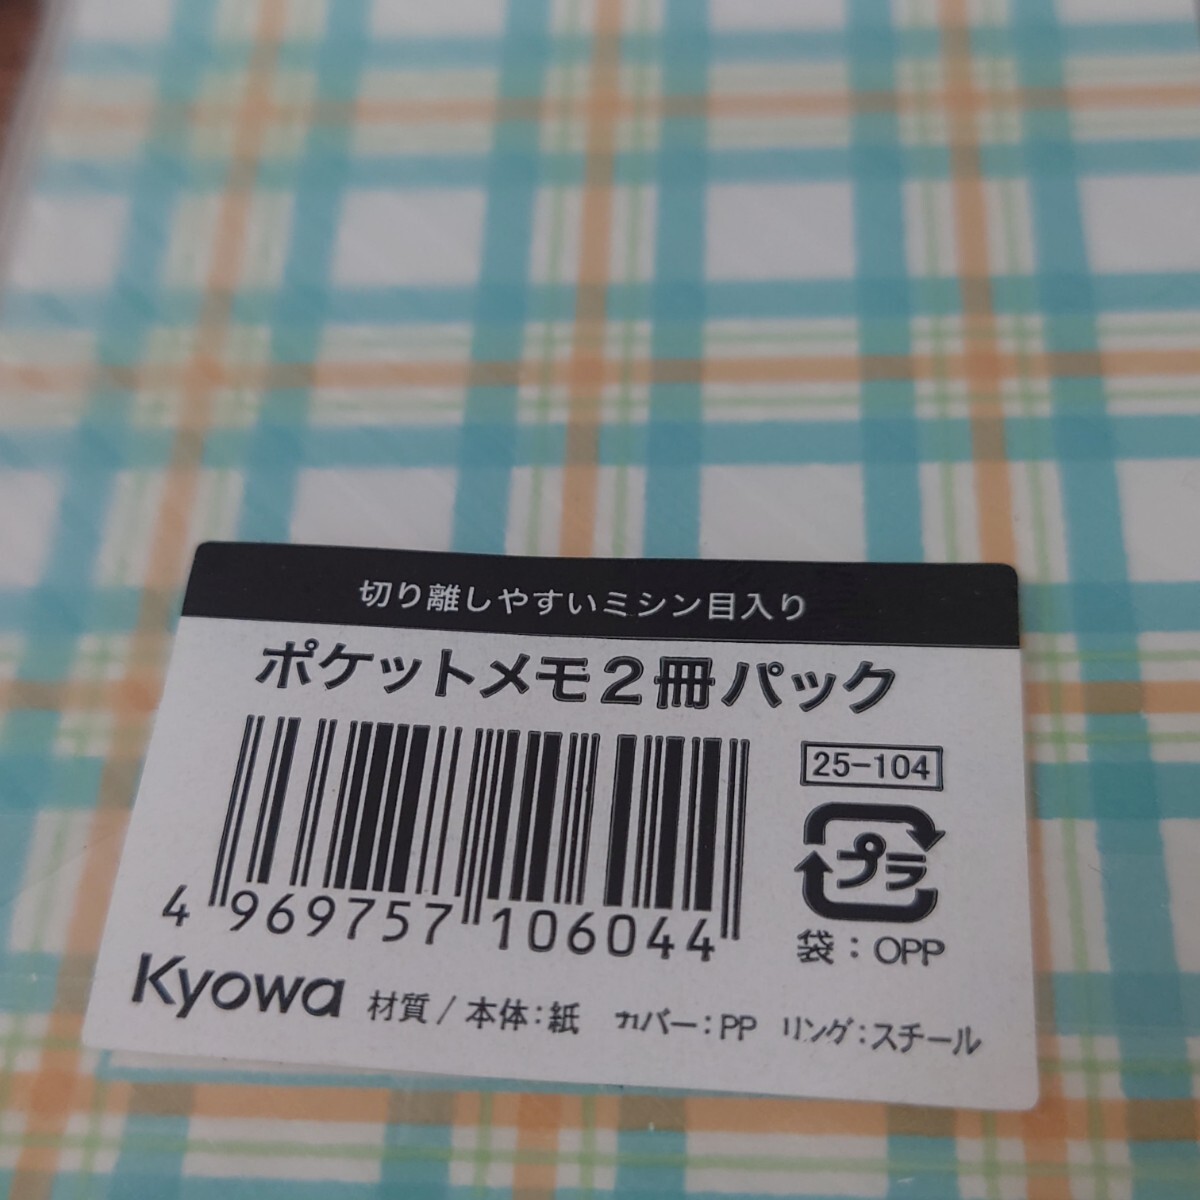 切り離しやすいミシン目入り
ポケットメモ2冊パック
25-104
プラ
4 969757 106044
袋：OPP
Kyowa 材質/本体：紙 カバー：PP リング：スチール